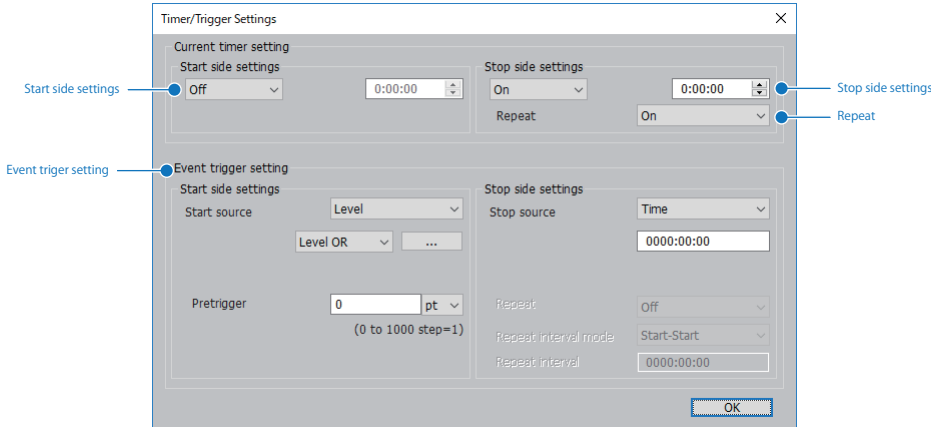 Timer/Trigger Settings
Current timer setting
Start side settings
Stop side settings
Start side settings
Off
0:00:00
On
0:00:00
Stop side settings
Repeat
On
Repeat
Event triger setting
Event trigger setting
Start side settings
Stop side settings
Start source
Level
Stop source
Time
Level OR
...
0000:00:00
Pretrigger
0
pt
Repeat
Off
(0 to 1000 step=1)
Repeat interval mode
Start-Start
Repeat interval
0000:00:00
OK